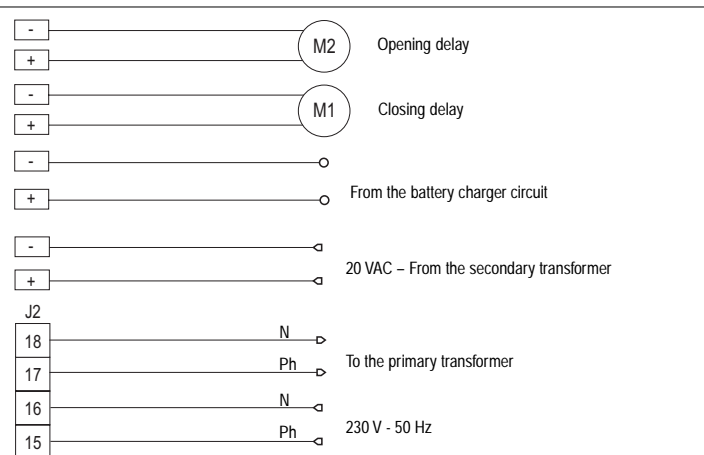 -
M2 Opening delay
+
-
M1 Closing delay
+
-
+ From the battery charger circuit
-
20 VAC – From the secondary transformer
+
J2
18 N
To the primary transformer
17 Ph
16 N
230 V - 50 Hz
15 Ph